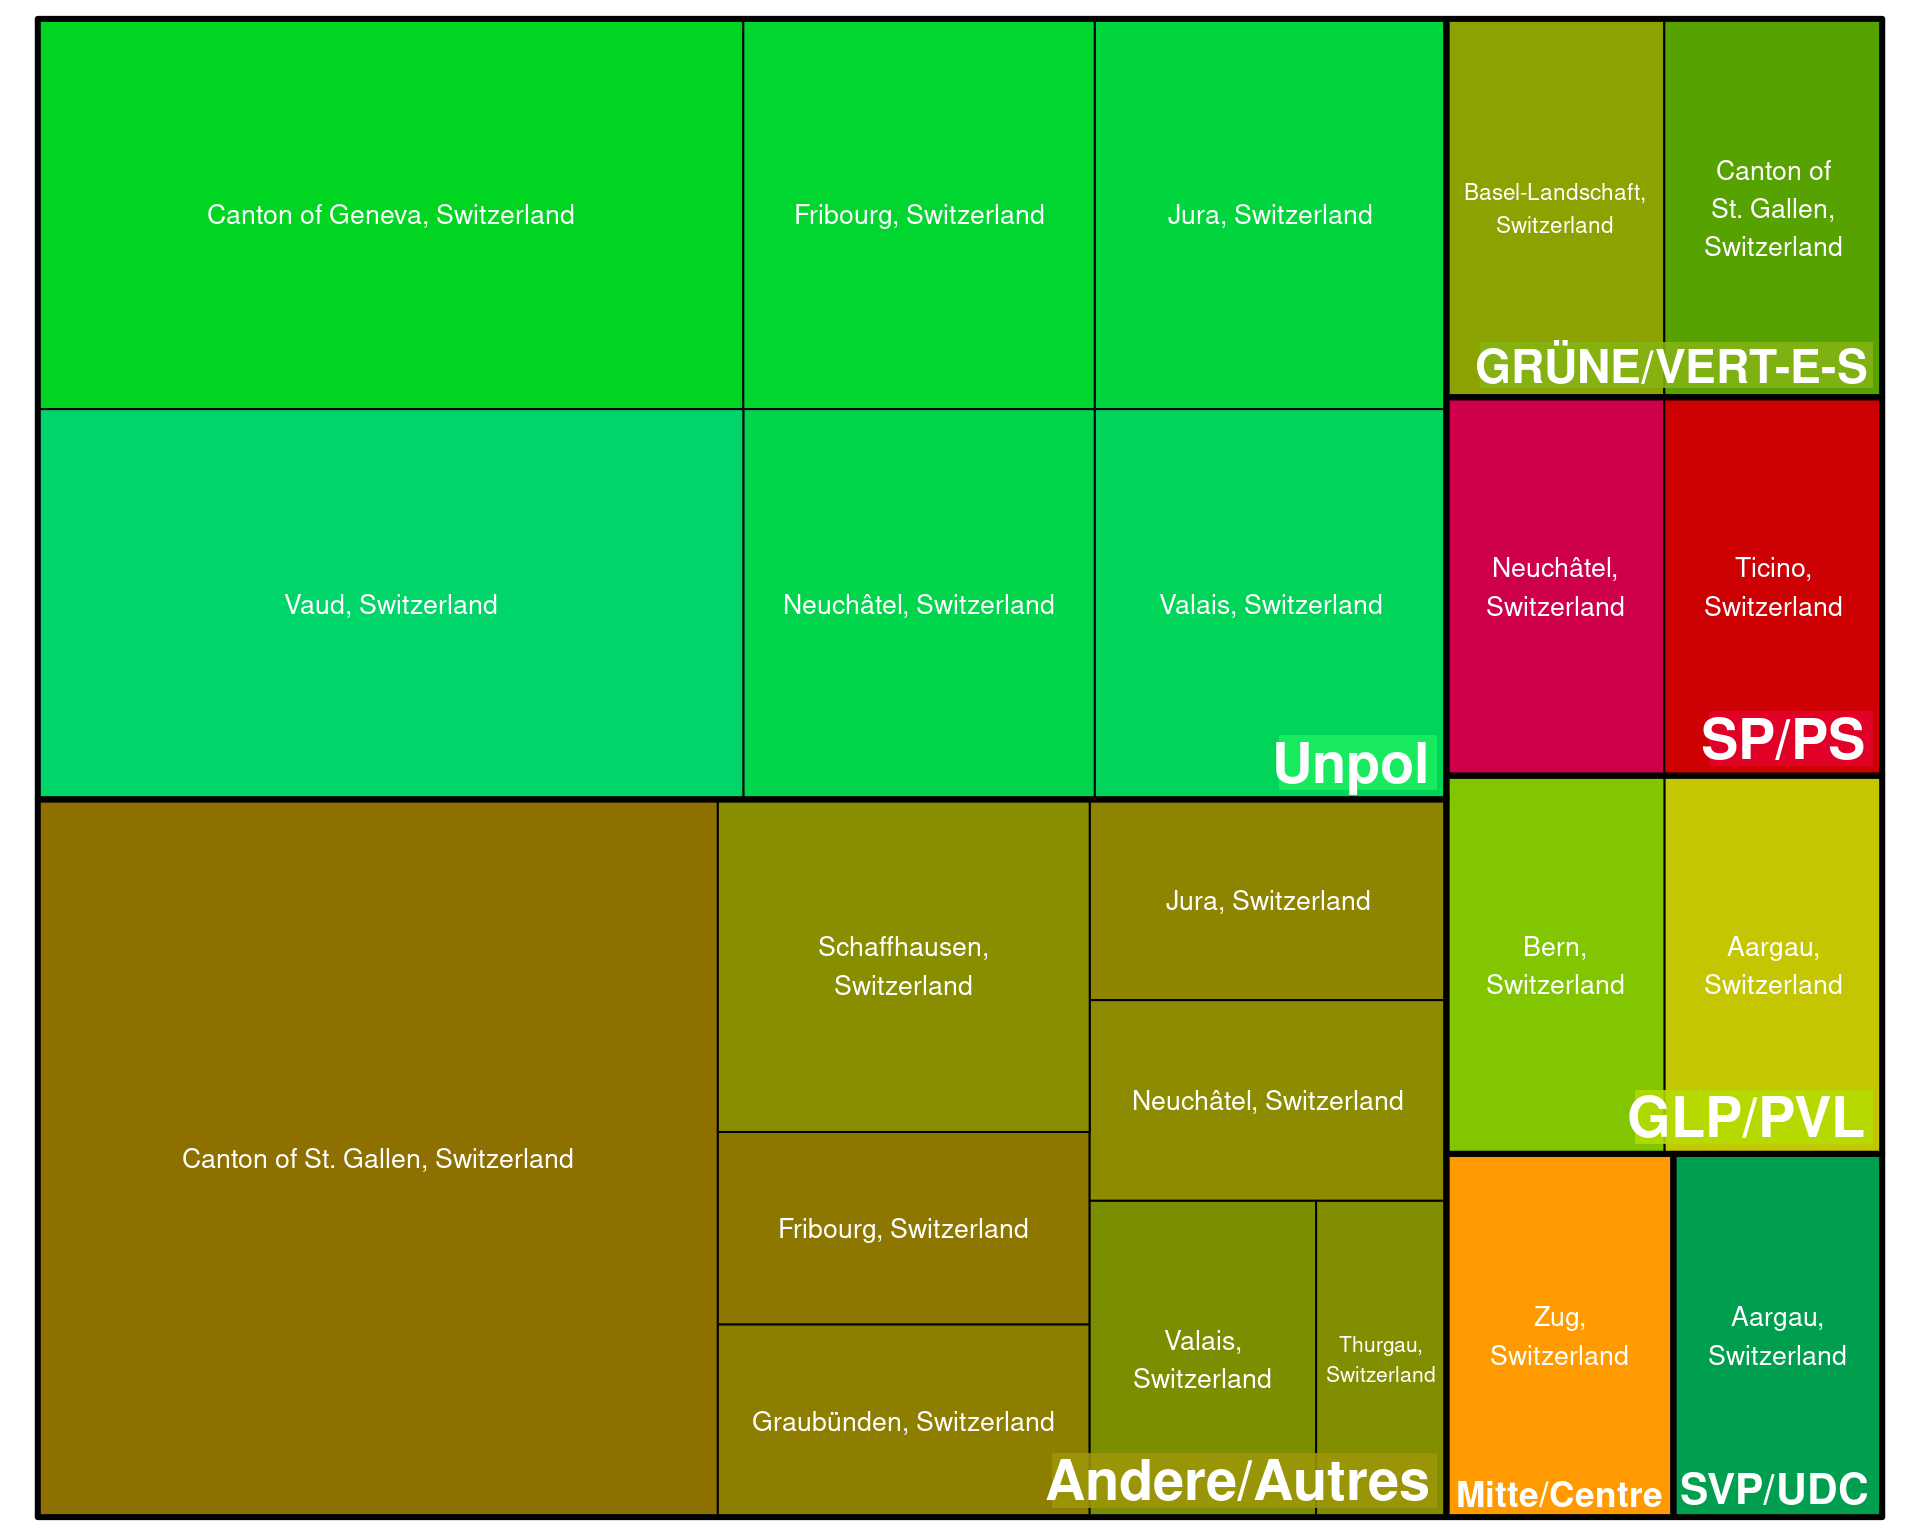 Canton of Geneva, Switzerland
Fribourg, Switzerland
Jura, Switzerland
Vaud, Switzerland
Neuchâtel, Switzerland
Valais, Switzerland
Unpol
Canton of St. Gallen, Switzerland
Schaffhausen,
Switzerland
Fribourg, Switzerland
Graubünden, Switzerland
Jura, Switzerland
Neuchâtel, Switzerland
Valais,
Switzerland
Thurgau,
Switzerland
Andere/Autres
Basel-Landschaft,
Switzerland
Canton of
St. Gallen,
Switzerland
GRÜNE/VERT-E-S
Neuchâtel,
Switzerland
Ticino,
Switzerland
SP/PS
Bern,
Switzerland
Aargau,
Switzerland
GLP/PVL
Zug,
Switzerland
Mitte/Centre
Aargau,
Switzerland
SVP/UDC